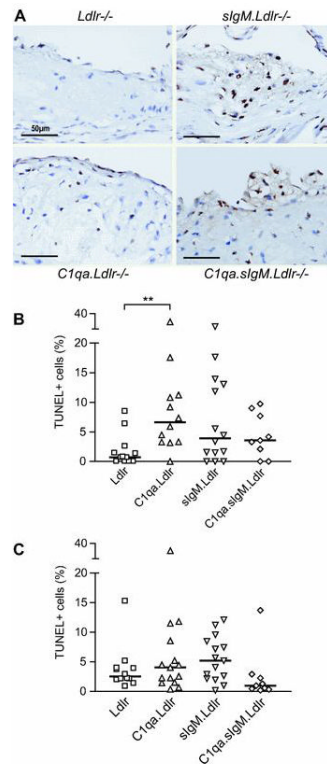 A
Ldlr-/-
sIgM.Ldlr-/-
50µm
C1qa.Ldlr-/-
C1qa.sIgM.Ldlr-/-
B
**
TUNEL+ cells (%)
40
20
15
10
5
0
Ldlr
C1qa.Ldlr
sIgM.Ldlr
C1qa.sIgM.Ldlr
C
TUNEL+ cells (%)
40
20
15
10
5
0
Ldlr
C1qa.Ldlr
sIgM.Ldlr
C1qa.sIgM.Ldlr